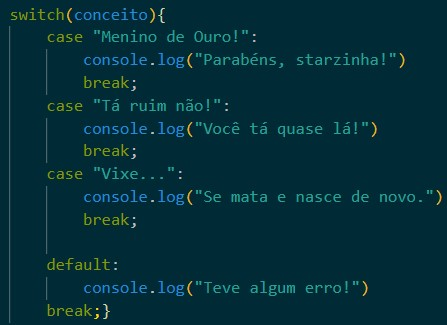 switch(conceito){
    case "Menino de Ouro!":
        console.log("Parabéns, starzinha!")
        break;
    case "Tá ruim não!":
        console.log("Você tá quase lá!")
        break;
    case "Vixe...":
        console.log("Se mata e nasce de novo.")
        break;

    default:
        console.log("Teve algum erro!")
    break;}